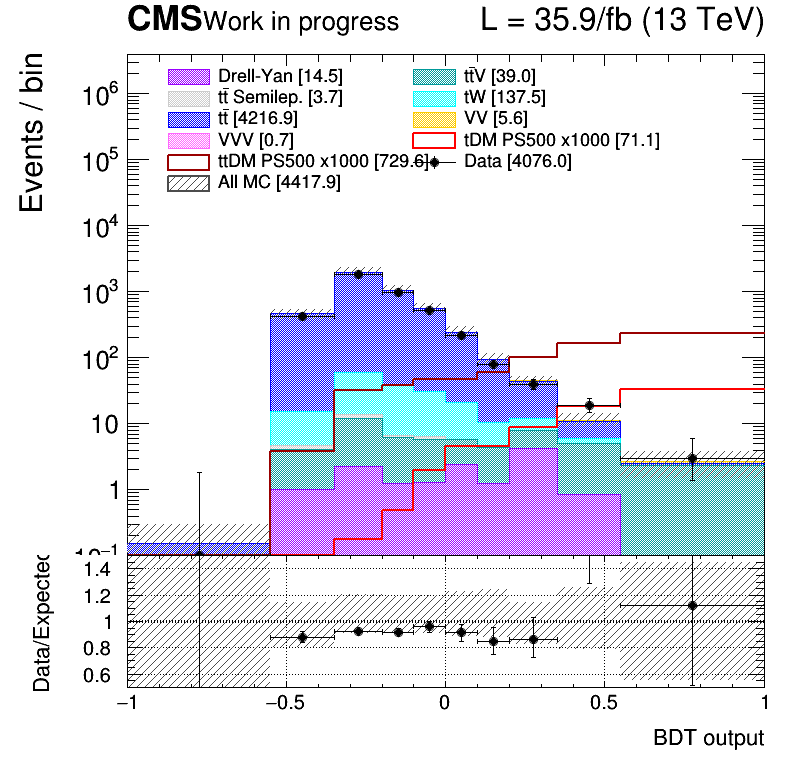 CMS Work in progress L = 35.9/fb (13 TeV)
Events / bin
Drell-Yan [14.5] tt̄V [39.0]
tt̄ Semilep. [3.7] tW [137.5]
tt̄ [4216.9] VV [5.6]
VVV [0.7] tDM PS500 x1000 [71.1]
ttDM PS500 x1000 [729.6] Data [4076.0]
All MC [4417.9]
10⁶
10⁵
10⁴
10³
10²
10
1
10⁻¹
Data/Expected
1.4
1.2
1
0.8
0.6
−1 −0.5 0 0.5 1
BDT output